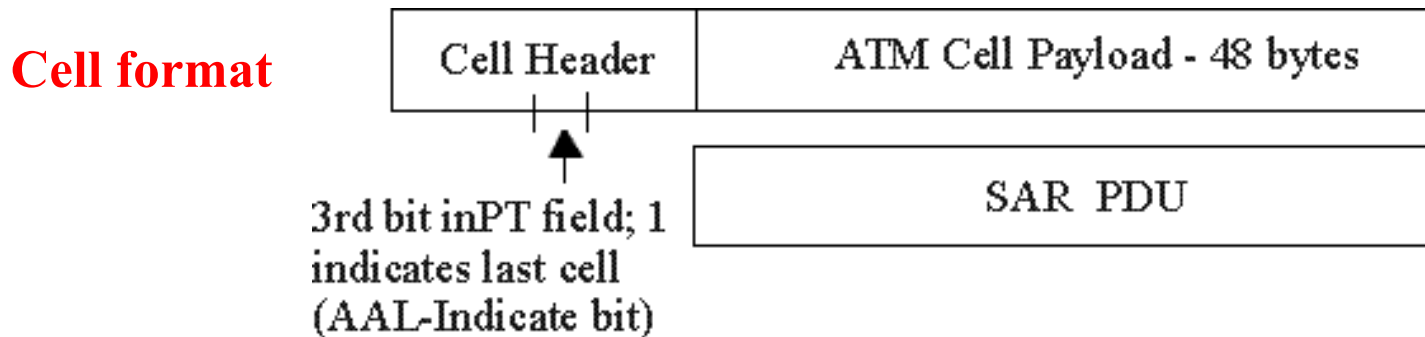 Cell format
Cell Header
ATM Cell Payload - 48 bytes
SAR PDU
3rd bit inPT field; 1
indicates last cell
(AAL-Indicate bit)